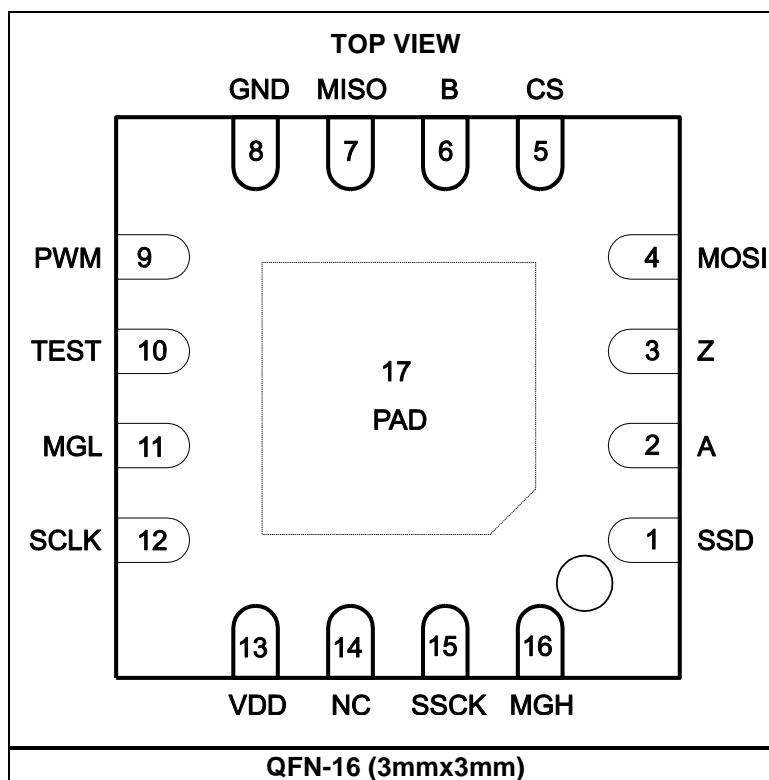 TOP VIEW
GND MISO B CS
8 7 6 5
PWM 9 4 MOSI
TEST 10 3 Z
17
PAD
MGL 11 2 A
SCLK 12 1 SSD
13 14 15 16
VDD NC SSCK MGH
QFN-16 (3mmx3mm)